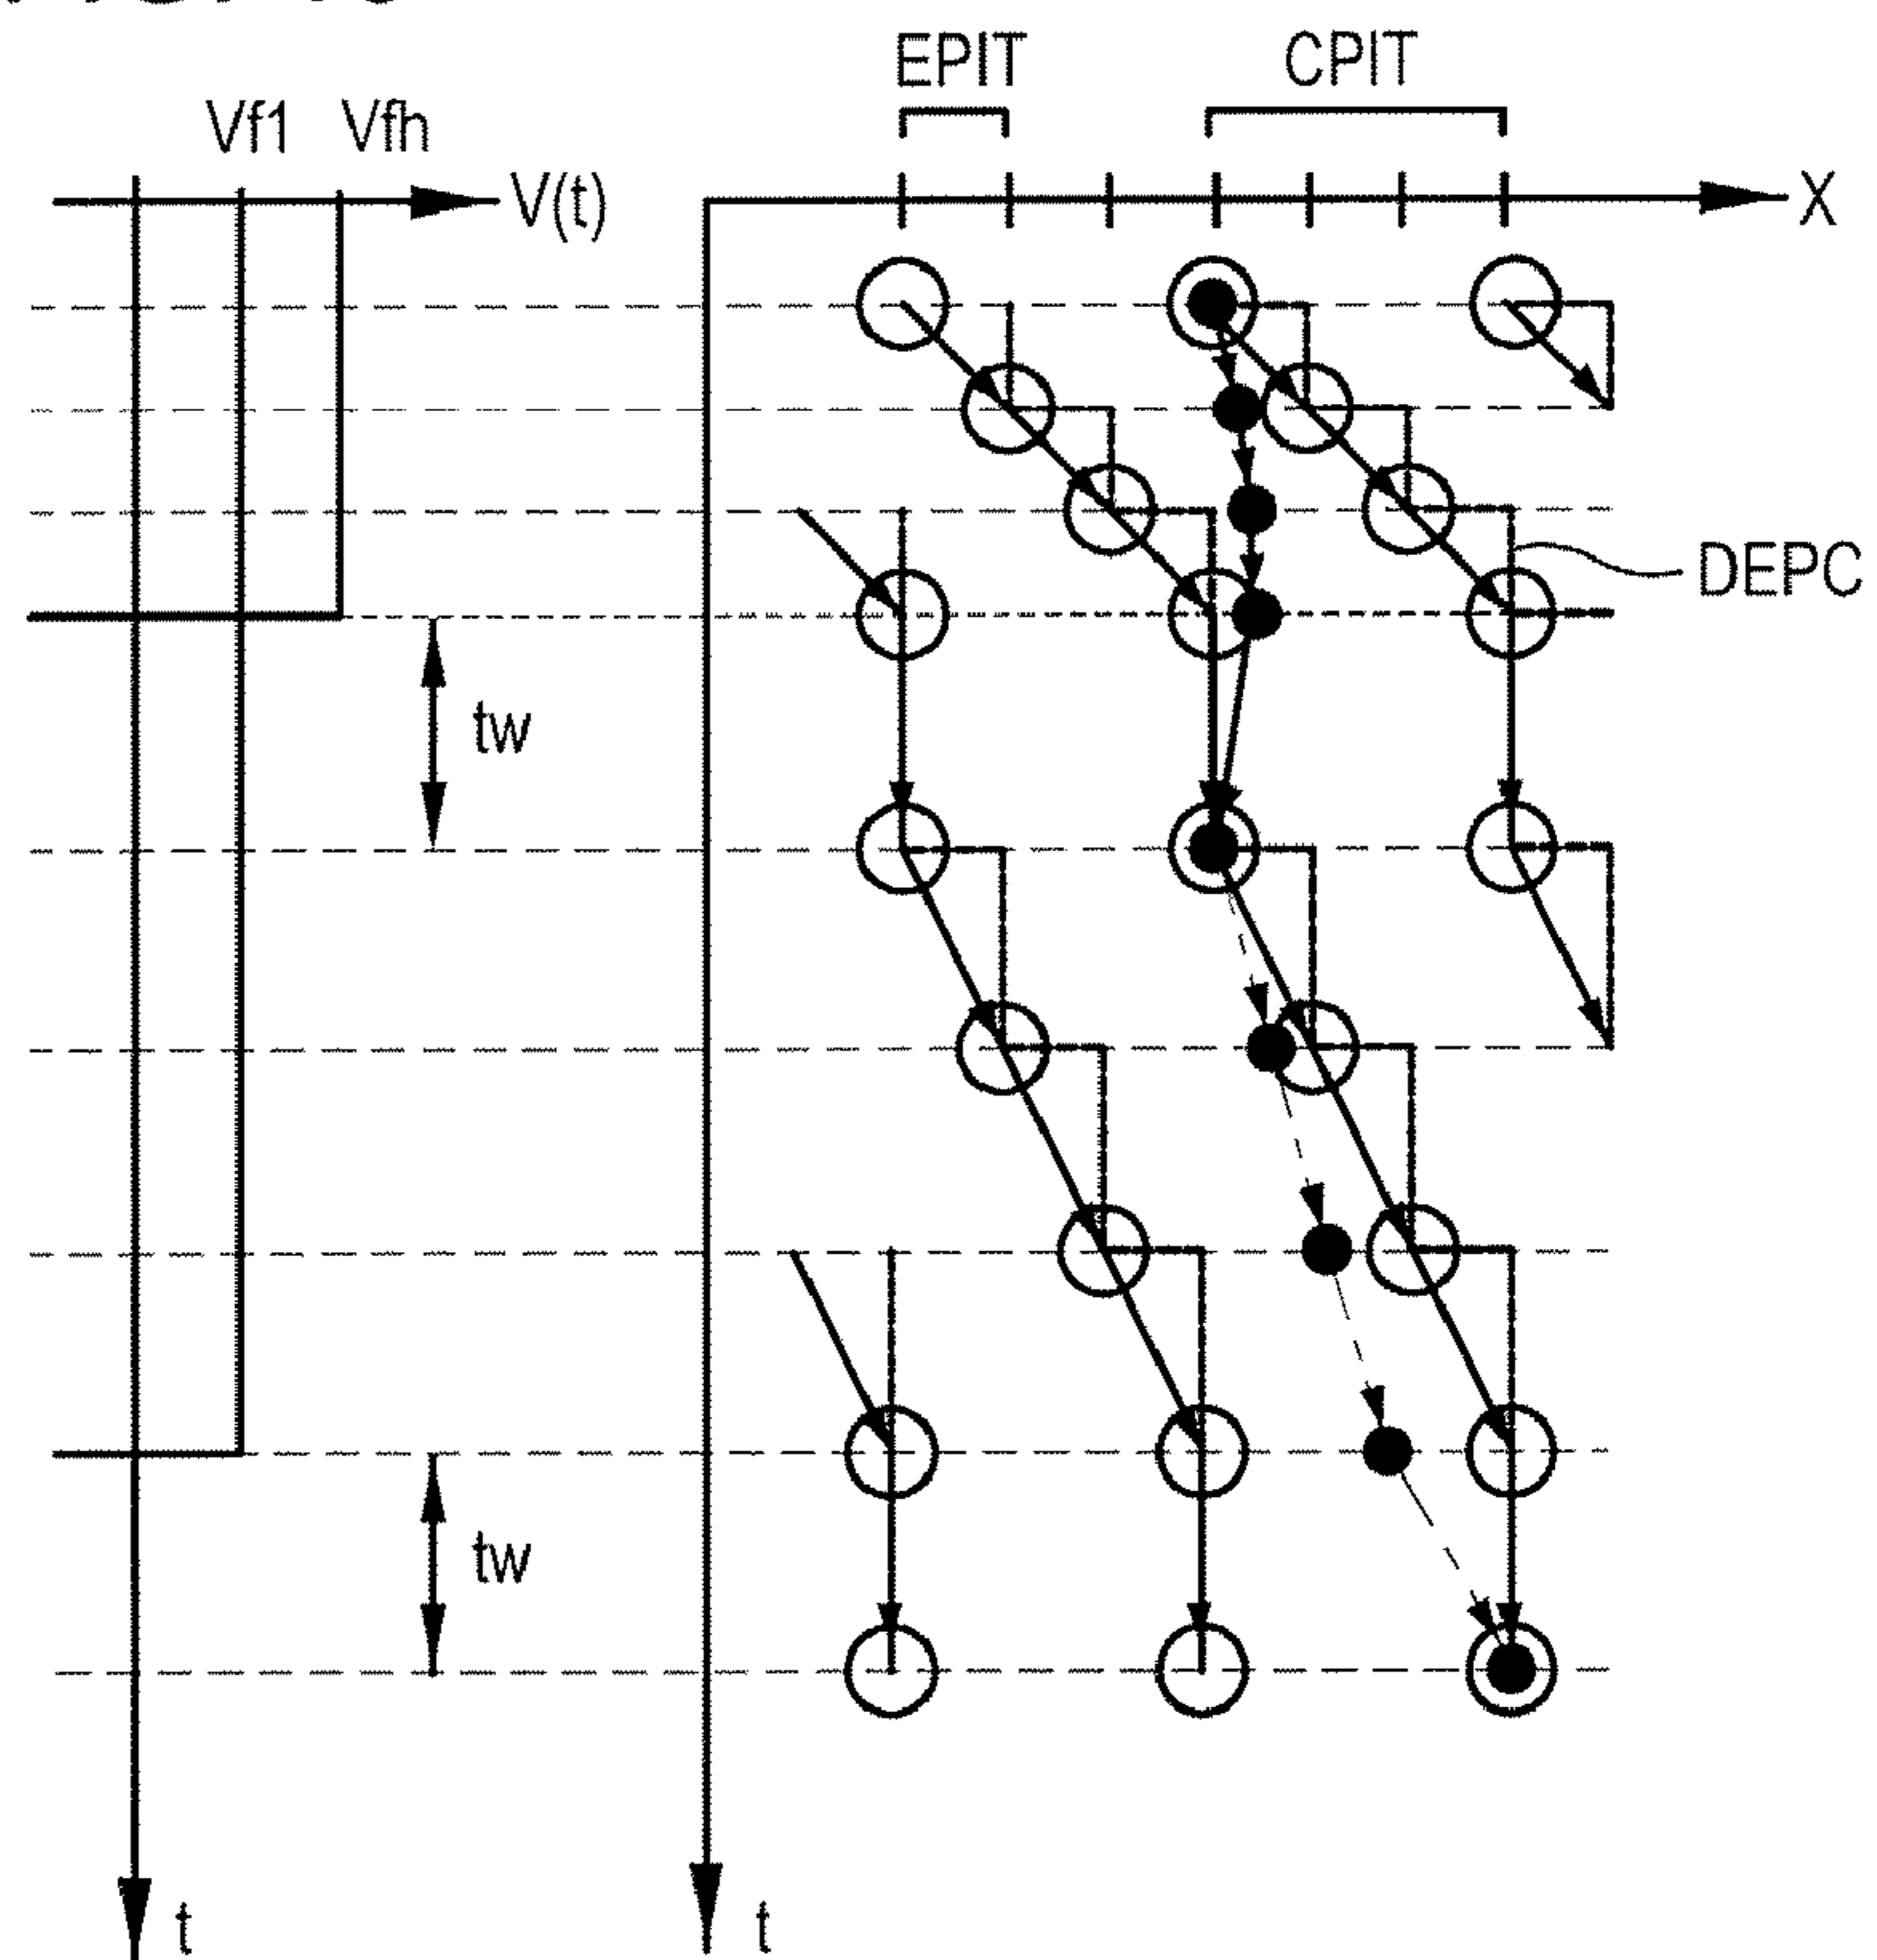 EPIT CPIT
Vf1 Vfh
V(t) X
DEPC
tw
tw
t t